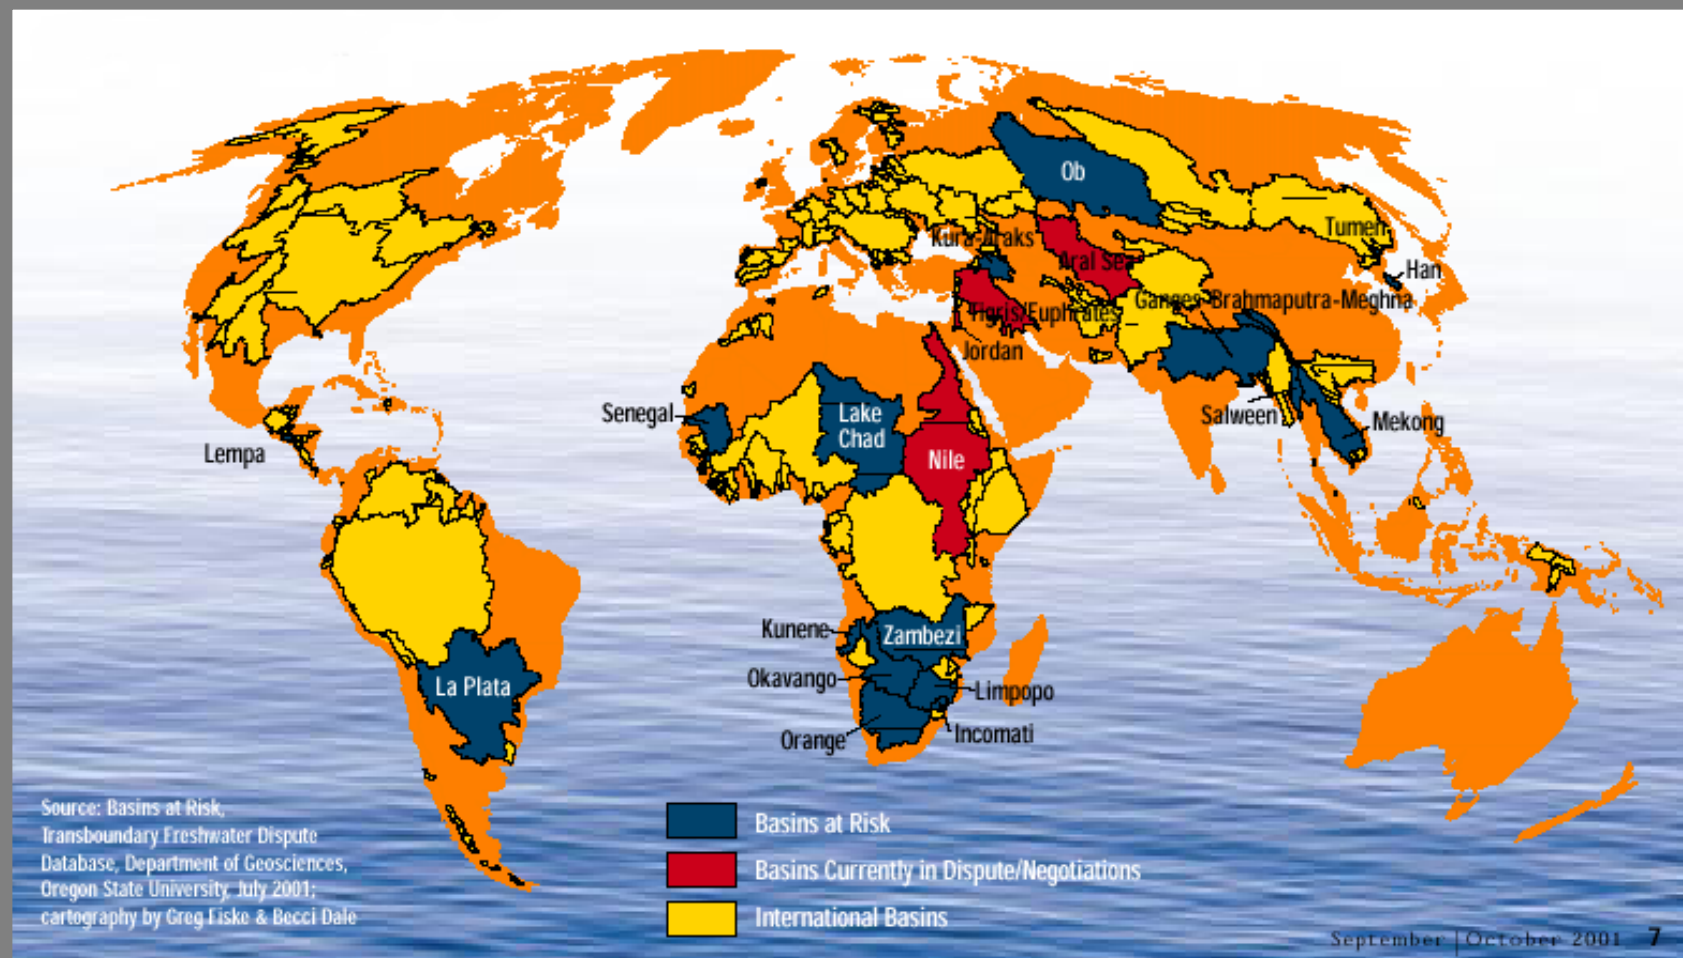 Ob
Tumen
Kura-Araks
Aral Sea
Han
Ganges-Brahmaputra-Meghna
Tigris/Euphrates
Jordan
Senegal
Lake
Chad
Salween
Mekong
Lempa
Nile
Kunene
Zambezi
Okavango
La Plata
Limpopo
Orange
Incomati
Source: Basins at Risk,
Transboundary Freshwater Dispute
Database, Department of Geosciences,
Oregon State University, July 2001;
cartography by Greg Fiske & Becci Dale
Basins at Risk
Basins Currently in Dispute/Negotiations
International Basins
September | October 2001 7